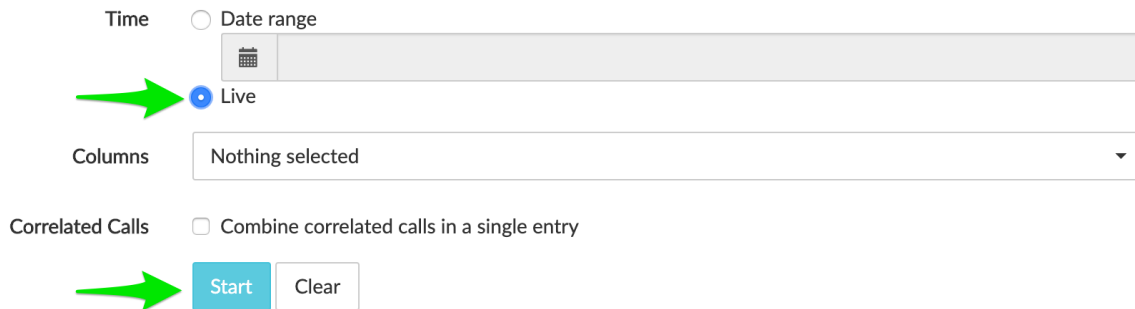 Time
Date range
Live
Columns
Nothing selected
Correlated Calls
Combine correlated calls in a single entry
Start
Clear